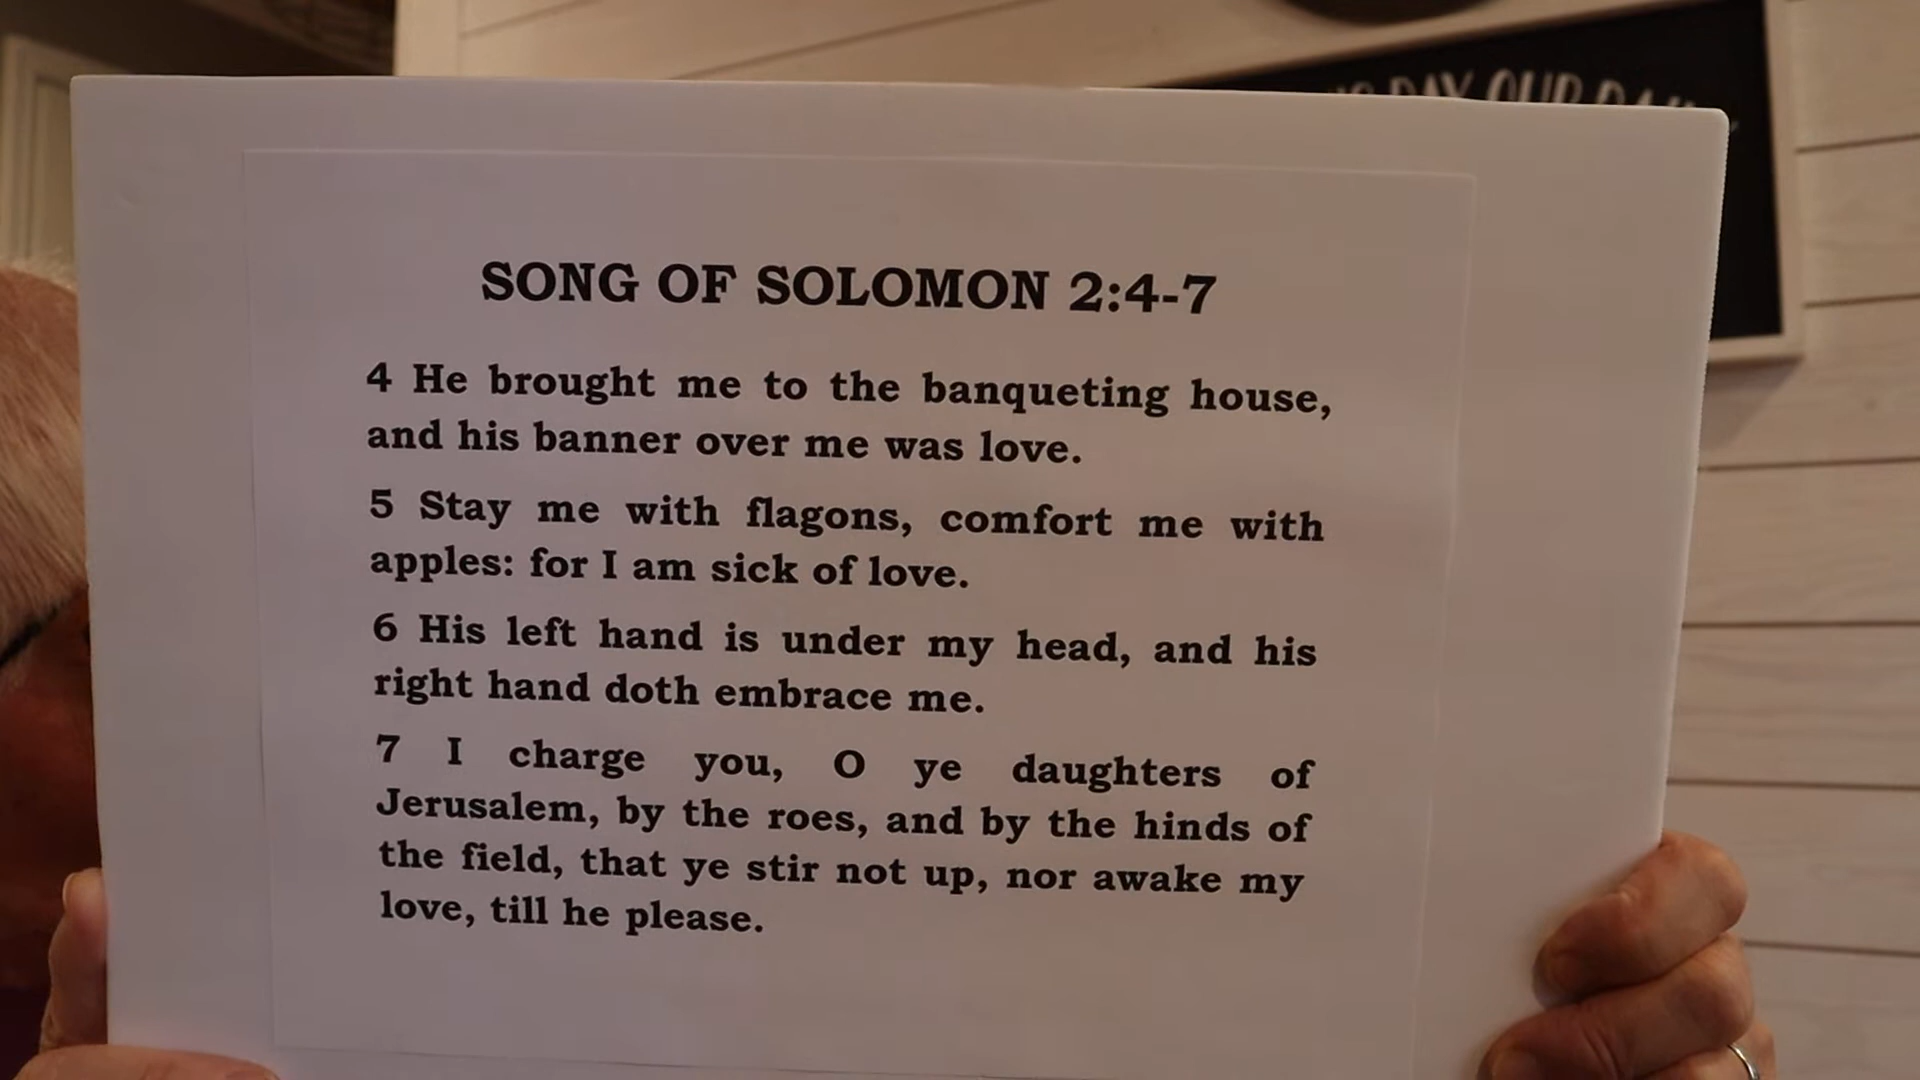 DAY OUR
SONG OF SOLOMON 2:4-7
4 He brought me to the banqueting house,
and his banner over me was love.
5 Stay me with flagons, comfort me with
apples: for I am sick of love.
6 His left hand is under my head, and his
right hand doth embrace me.
7 I charge you, O ye daughters of
Jerusalem, by the roes, and by the hinds of
the field, that ye stir not up, nor awake my
love, till he please.